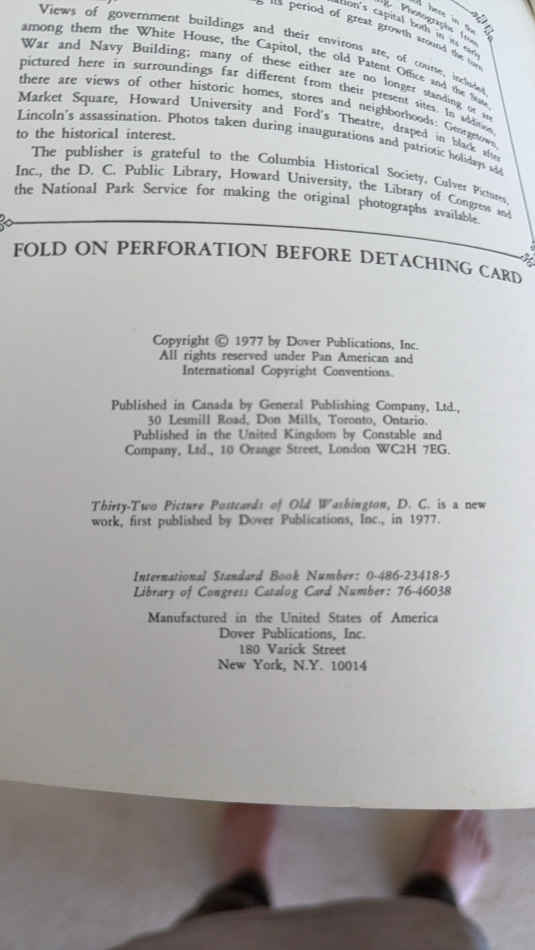 here in the
Photographs from
nation's capital both in its early
its period of great growth around the turn
Views of government buildings and their environs are, of course, included,
among them the White House, the Capitol, the old Patent Office and the State,
War and Navy Building; many of these either are no longer standing or are
pictured here in surroundings far different from their present sites. In addition,
there are views of other historic homes, stores and neighborhoods: Georgetown,
Market Square, Howard University and Ford's Theatre, draped in black after
Lincoln's assassination. Photos taken during inaugurations and patriotic holidays add
to the historical interest.
The publisher is grateful to the Columbia Historical Society, Culver Pictures,
Inc., the D. C. Public Library, Howard University, the Library of Congress and
the National Park Service for making the original photographs available.
FOLD ON PERFORATION BEFORE DETACHING CARD
Copyright © 1977 by Dover Publications, Inc.
All rights reserved under Pan American and
International Copyright Conventions.
Published in Canada by General Publishing Company, Ltd.,
30 Lesmill Road, Don Mills, Toronto, Ontario.
Published in the United Kingdom by Constable and
Company, Ltd., 10 Orange Street, London WC2H 7EG.
Thirty-Two Picture Postcards of Old Washington, D. C. is a new
work, first published by Dover Publications, Inc., in 1977.
International Standard Book Number: 0-486-23418-5
Library of Congress Catalog Card Number: 76-46038
Manufactured in the United States of America
Dover Publications, Inc.
180 Varick Street
New York, N.Y. 10014